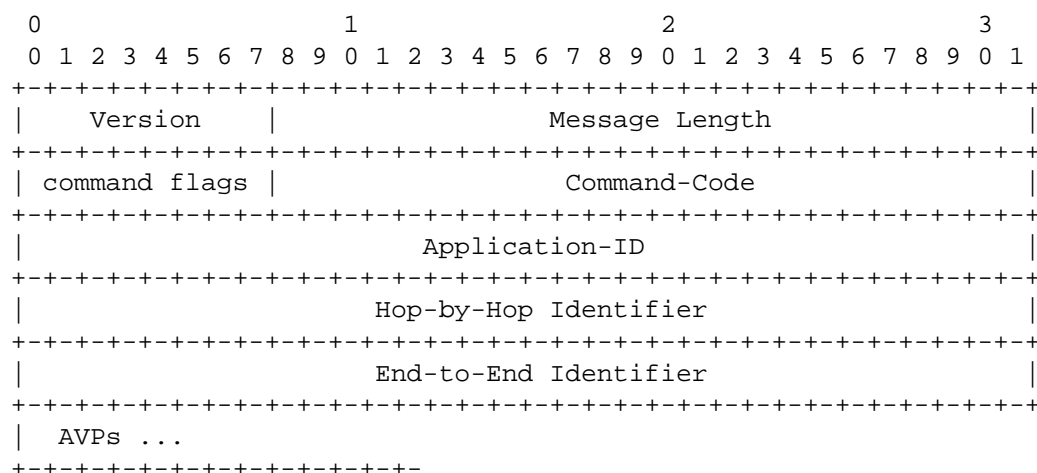 0                   1                   2                   3
 0 1 2 3 4 5 6 7 8 9 0 1 2 3 4 5 6 7 8 9 0 1 2 3 4 5 6 7 8 9 0 1
+-+-+-+-+-+-+-+-+-+-+-+-+-+-+-+-+-+-+-+-+-+-+-+-+-+-+-+-+-+-+-+-+
|    Version    |                 Message Length                |
+-+-+-+-+-+-+-+-+-+-+-+-+-+-+-+-+-+-+-+-+-+-+-+-+-+-+-+-+-+-+-+-+
| command flags |                  Command-Code                 |
+-+-+-+-+-+-+-+-+-+-+-+-+-+-+-+-+-+-+-+-+-+-+-+-+-+-+-+-+-+-+-+-+
|                         Application-ID                        |
+-+-+-+-+-+-+-+-+-+-+-+-+-+-+-+-+-+-+-+-+-+-+-+-+-+-+-+-+-+-+-+-+
|                      Hop-by-Hop Identifier                    |
+-+-+-+-+-+-+-+-+-+-+-+-+-+-+-+-+-+-+-+-+-+-+-+-+-+-+-+-+-+-+-+-+
|                      End-to-End Identifier                    |
+-+-+-+-+-+-+-+-+-+-+-+-+-+-+-+-+-+-+-+-+-+-+-+-+-+-+-+-+-+-+-+-+
|  AVPs ...
+-+-+-+-+-+-+-+-+-+-+-+-+-